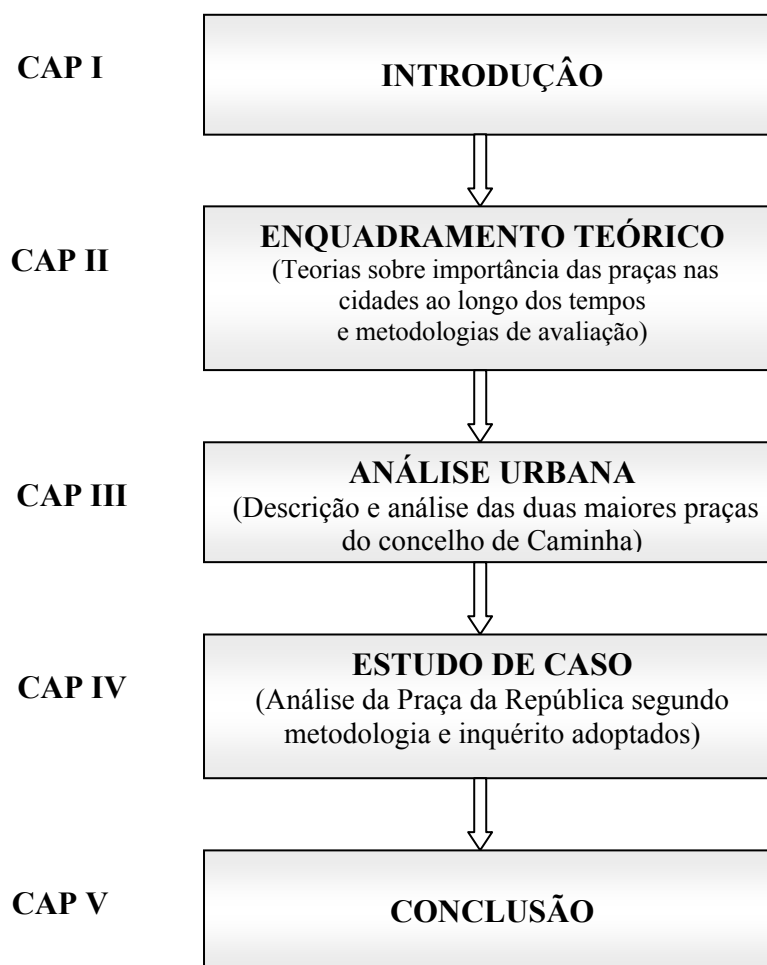 CAP I
INTRODUÇÂO
CAP II
ENQUADRAMENTO TEÓRICO
(Teorias sobre importância das praças nas
cidades ao longo dos tempos
e metodologias de avaliação)
CAP III
ANÁLISE URBANA
(Descrição e análise das duas maiores praças
do concelho de Caminha)
CAP IV
ESTUDO DE CASO
(Análise da Praça da República segundo
metodologia e inquérito adoptados)
CAP V
CONCLUSÃO